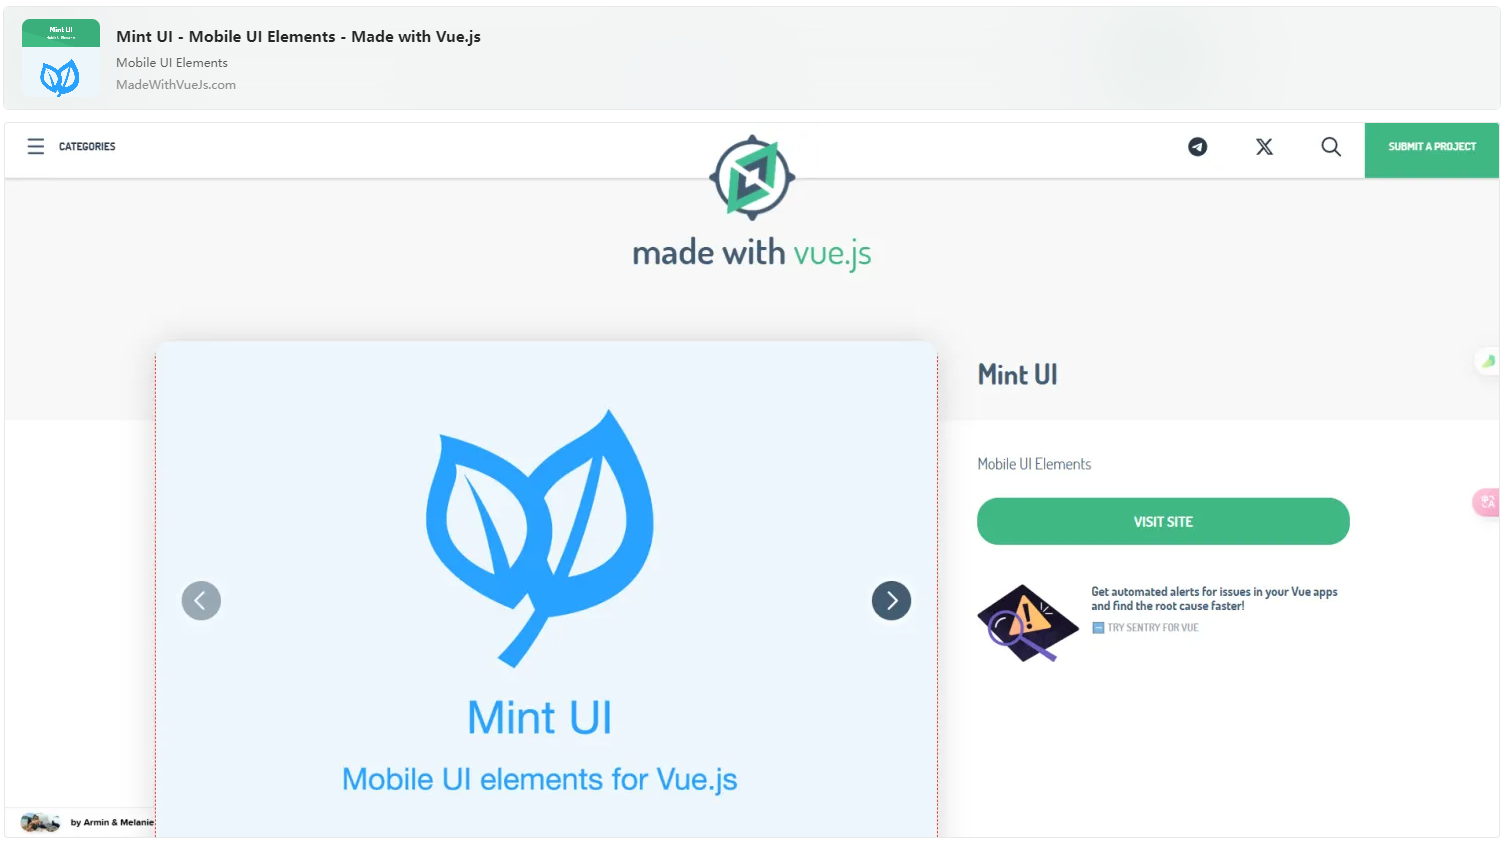 Mint UI
Mint UI - Mobile UI Elements - Made with Vue.js
Mobile UI Elements
MadeWithVueJs.com
CATEGORIES
SUBMIT A PROJECT
made with vue.js
Mint UI
Mobile UI Elements
VISIT SITE
Get automated alerts for issues in your Vue apps
and find the root cause faster!
TRY SENTRY FOR VUE
Mint UI
Mobile UI elements for Vue.js
by Armin & Melanie